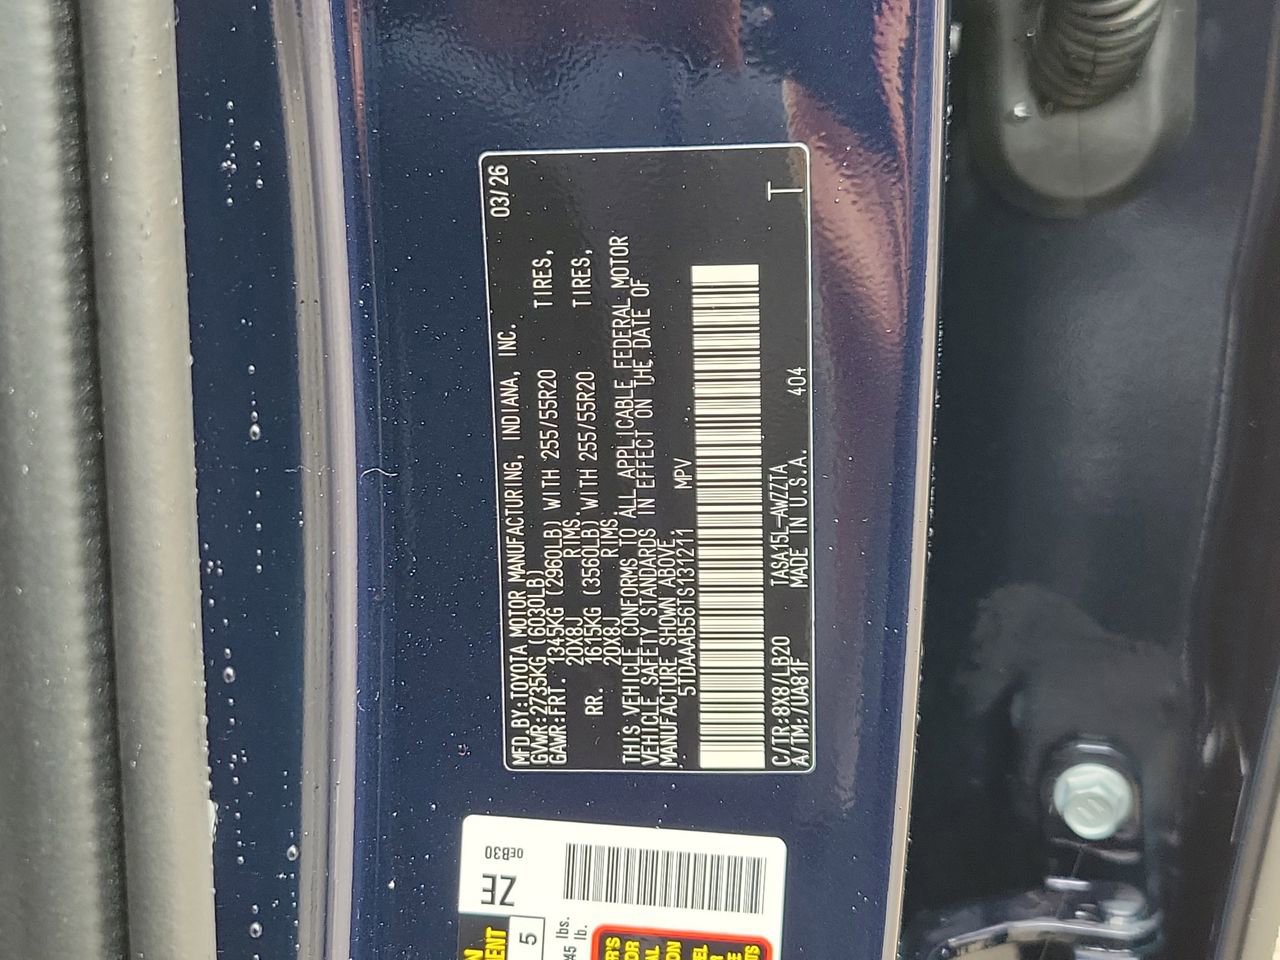 MFD.BY:TOYOTA MOTOR MANUFACTURING, INDIANA, INC. 03/26
GVWR:2735KG (6030LB)
GAWR:FRT. 1345KG (2960LB) WITH 255/55R20 TIRES,
20X8J RIMS,
RR. 1615KG (3560LB) WITH 255/55R20 TIRES,
20X8J RIMS
THIS VEHICLE CONFORMS TO ALL APPLICABLE FEDERAL MOTOR
VEHICLE SAFETY STANDARDS IN EFFECT ON THE DATE OF
MANUFACTURE SHOWN ABOVE.
5TDAAAB56TS131211 MPV
C/TR:8X8/LB20 TASA15L-AWZZTA T
A/TM:/UA81F MADE IN U.S.A. 404
ZE
0EB30
5
lbs.
lb.